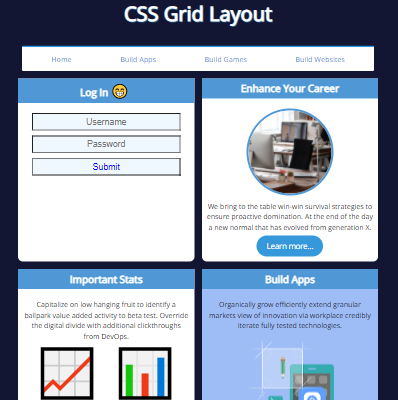 CSS Grid Layout
Home Build Apps Build Games Build Websites
Log In
Username
Password
Submit
Enhance Your Career
We bring to the table win-win survival strategies to
ensure proactive domination. At the end of the day
a new normal that has evolved from generation X.
Learn more...
Important Stats
Capitalize on low hanging fruit to identify a
ballpark value added activity to beta test. Override
the digital divide with additional clickthroughs
from DevOps.
Build Apps
Organically grow efficiently extend granular
markets view of innovation via workplace credibly
iterate fully tested technologies.